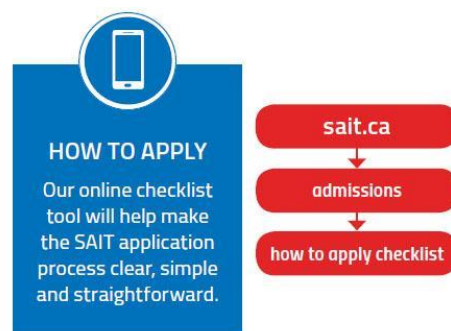 HOW TO APPLY
Our online checklist
tool will help make
the SAIT application
process clear, simple
and straightforward.
sait.ca
admissions
how to apply checklist